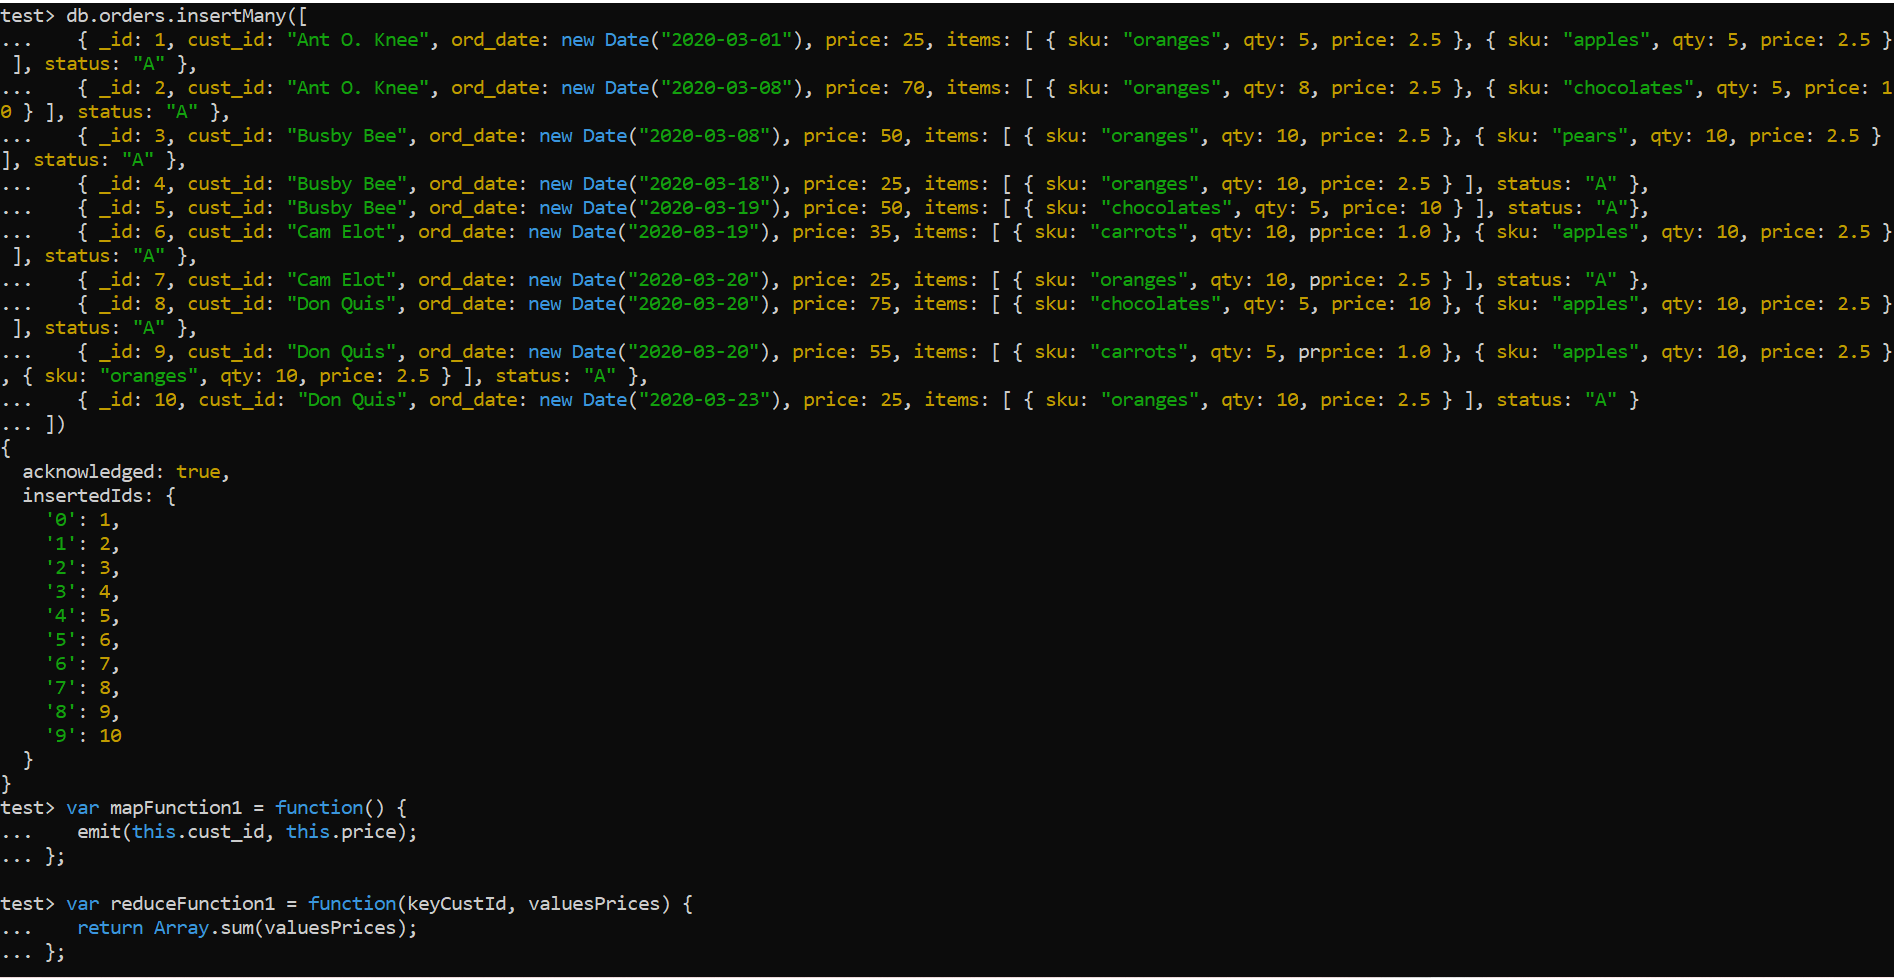 test> db.orders.insertMany([
...    { _id: 1, cust_id: "Ant O. Knee", ord_date: new Date("2020-03-01"), price: 25, items: [ { sku: "oranges", qty: 5, price: 2.5 }, { sku: "apples", qty: 5, price: 2.5 }
 ], status: "A" },
...    { _id: 2, cust_id: "Ant O. Knee", ord_date: new Date("2020-03-08"), price: 70, items: [ { sku: "oranges", qty: 8, price: 2.5 }, { sku: "chocolates", qty: 5, price: 1
0 } ], status: "A" },
...    { _id: 3, cust_id: "Busby Bee", ord_date: new Date("2020-03-08"), price: 50, items: [ { sku: "oranges", qty: 10, price: 2.5 }, { sku: "pears", qty: 10, price: 2.5 }
], status: "A" },
...    { _id: 4, cust_id: "Busby Bee", ord_date: new Date("2020-03-18"), price: 25, items: [ { sku: "oranges", qty: 10, price: 2.5 } ], status: "A" },
...    { _id: 5, cust_id: "Busby Bee", ord_date: new Date("2020-03-19"), price: 50, items: [ { sku: "chocolates", qty: 5, price: 10 } ], status: "A"},
...    { _id: 6, cust_id: "Cam Elot", ord_date: new Date("2020-03-19"), price: 35, items: [ { sku: "carrots", qty: 10, pprice: 1.0 }, { sku: "apples", qty: 10, price: 2.5 }
 ], status: "A" },
...    { _id: 7, cust_id: "Cam Elot", ord_date: new Date("2020-03-20"), price: 25, items: [ { sku: "oranges", qty: 10, pprice: 2.5 } ], status: "A" },
...    { _id: 8, cust_id: "Don Quis", ord_date: new Date("2020-03-20"), price: 75, items: [ { sku: "chocolates", qty: 5, price: 10 }, { sku: "apples", qty: 10, price: 2.5 }
 ], status: "A" },
...    { _id: 9, cust_id: "Don Quis", ord_date: new Date("2020-03-20"), price: 55, items: [ { sku: "carrots", qty: 5, prprice: 1.0 }, { sku: "apples", qty: 10, price: 2.5 }
, { sku: "oranges", qty: 10, price: 2.5 } ], status: "A" },
...    { _id: 10, cust_id: "Don Quis", ord_date: new Date("2020-03-23"), price: 25, items: [ { sku: "oranges", qty: 10, price: 2.5 } ], status: "A" }
... ])
{
  acknowledged: true,
  insertedIds: {
    '0': 1,
    '1': 2,
    '2': 3,
    '3': 4,
    '4': 5,
    '5': 6,
    '6': 7,
    '7': 8,
    '8': 9,
    '9': 10
  }
}
test> var mapFunction1 = function() {
...    emit(this.cust_id, this.price);
... };
test> var reduceFunction1 = function(keyCustId, valuesPrices) {
...    return Array.sum(valuesPrices);
... };